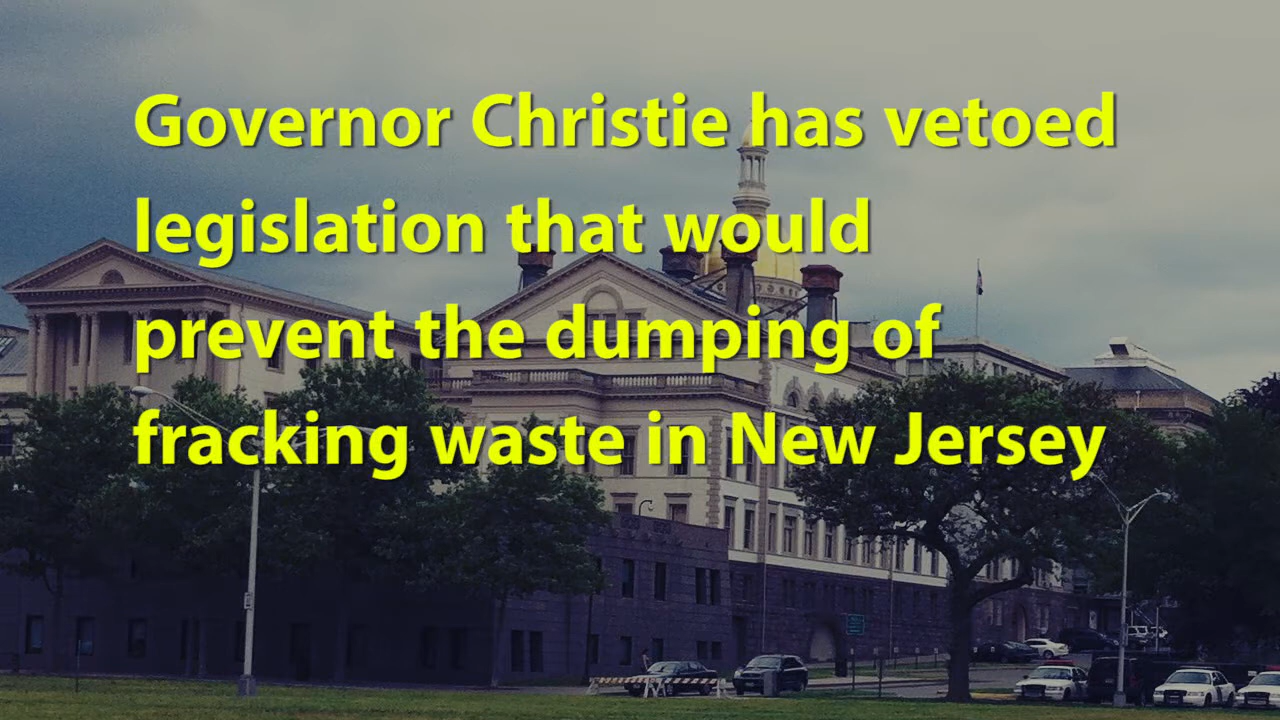 Governor Christie has vetoed
legislation that would
prevent the dumping of
fracking waste in New Jersey